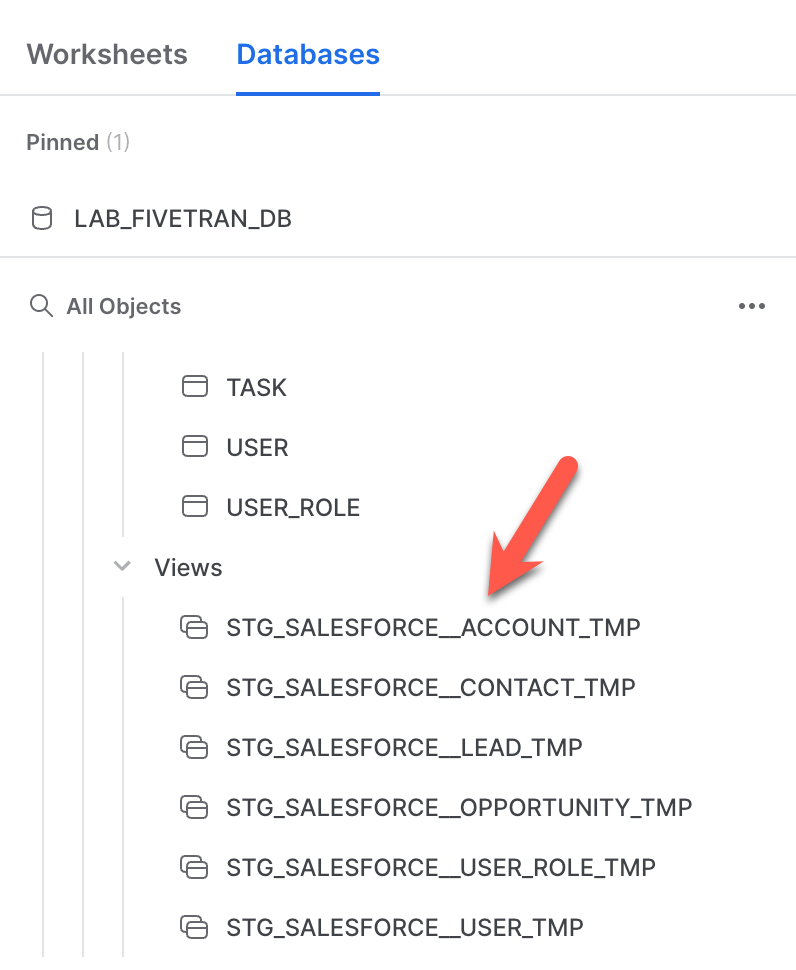 Worksheets Databases
Pinned (1)
LAB_FIVETRAN_DB
All Objects
TASK
USER
USER_ROLE
Views
STG_SALESFORCE__ACCOUNT_TMP
STG_SALESFORCE__CONTACT_TMP
STG_SALESFORCE__LEAD_TMP
STG_SALESFORCE__OPPORTUNITY_TMP
STG_SALESFORCE__USER_ROLE_TMP
STG_SALESFORCE__USER_TMP